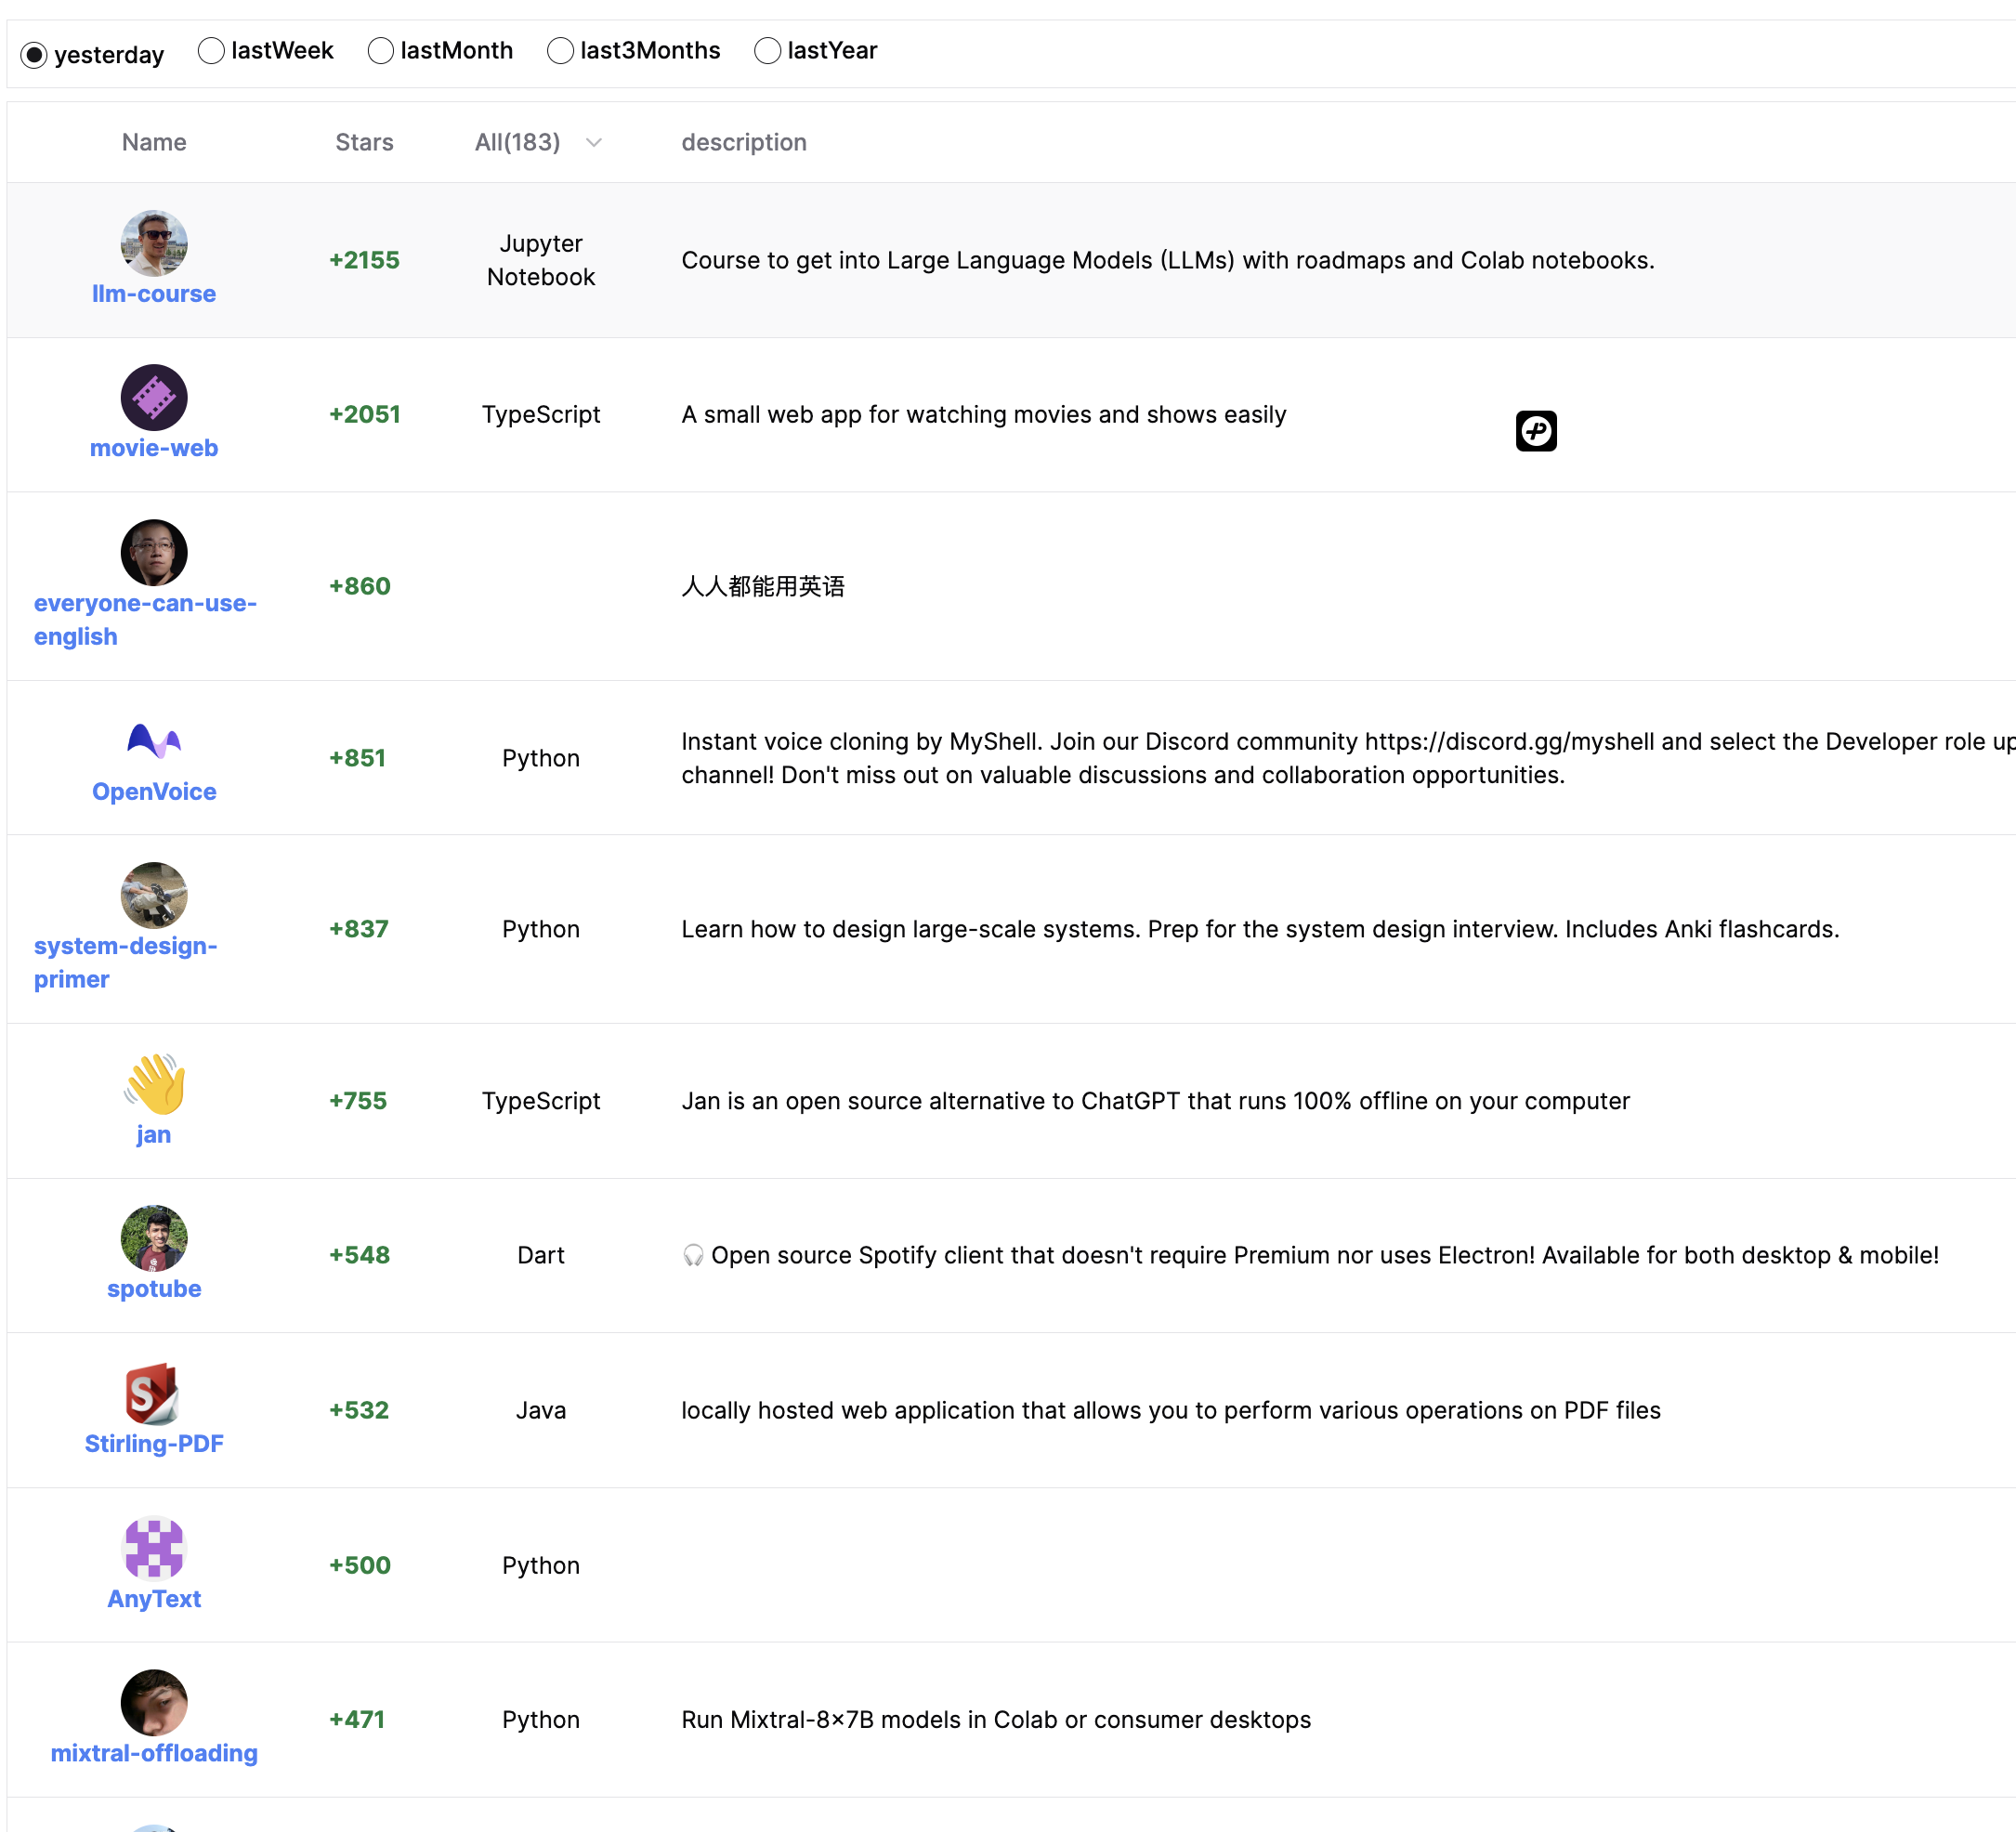 yesterday lastWeek lastMonth last3Months lastYear
Name Stars All(183) description
llm-course
+2155
Jupyter
Notebook
Course to get into Large Language Models (LLMs) with roadmaps and Colab notebooks.
movie-web
+2051
TypeScript
A small web app for watching movies and shows easily
everyone-can-use-
english
+860
人人都能用英语
OpenVoice
+851
Python
Instant voice cloning by MyShell. Join our Discord community https://discord.gg/myshell and select the Developer role up
channel! Don't miss out on valuable discussions and collaboration opportunities.
system-design-
primer
+837
Python
Learn how to design large-scale systems. Prep for the system design interview. Includes Anki flashcards.
jan
+755
TypeScript
Jan is an open source alternative to ChatGPT that runs 100% offline on your computer
spotube
+548
Dart
🎧 Open source Spotify client that doesn't require Premium nor uses Electron! Available for both desktop & mobile!
S
Stirling-PDF
+532
Java
locally hosted web application that allows you to perform various operations on PDF files
AnyText
+500
Python
mixtral-offloading
+471
Python
Run Mixtral-8x7B models in Colab or consumer desktops